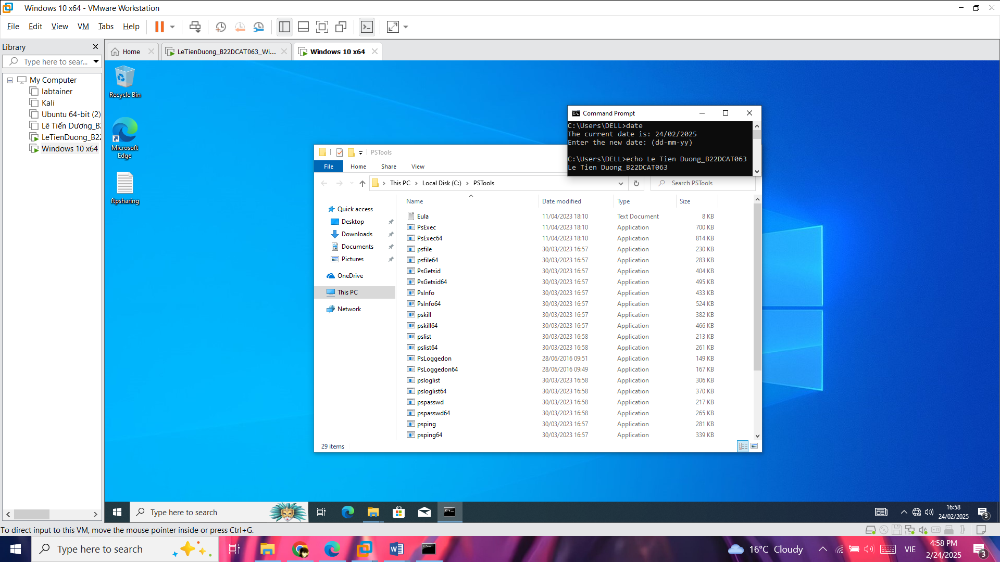 Windows 10 x64 - VMware Workstation
File Edit View VM Tabs Help
Library
Type here to sear...
My Computer
labtainer
Kali
Ubuntu 64-bit (2)
Lê Tiến Dương_B2
LeTienDuong_B22
Windows 10 x64
Home
LeTienDuong_B22DCAT063_Wi...
Windows 10 x64
Recycle Bin
Microsoft
Edge
ftpsharing
Command Prompt
C:\Users\DELL>date
The current date is: 24/02/2025
Enter the new date: (dd-mm-yy)
C:\Users\DELL>echo Le Tien Duong_B22DCAT063
Le Tien Duong_B22DCAT063
PSTools
File Home Share View
This PC > Local Disk (C:) > PSTools
Search PSTools
Quick access
Desktop
Downloads
Documents
Pictures
OneDrive
This PC
Network
Name Date modified Type Size
Eula 11/04/2023 18:10 Text Document 8 KB
PsExec 11/04/2023 18:10 Application 700 KB
PsExec64 11/04/2023 18:10 Application 814 KB
psfile 30/03/2023 16:57 Application 230 KB
psfile64 30/03/2023 16:57 Application 283 KB
PsGetsid 30/03/2023 16:57 Application 404 KB
PsGetsid64 30/03/2023 16:57 Application 495 KB
PsInfo 30/03/2023 16:57 Application 433 KB
PsInfo64 30/03/2023 16:57 Application 524 KB
pskill 30/03/2023 16:57 Application 382 KB
pskill64 30/03/2023 16:57 Application 466 KB
pslist 30/03/2023 16:58 Application 213 KB
pslist64 30/03/2023 16:58 Application 261 KB
PsLoggedon 28/06/2016 09:51 Application 149 KB
PsLoggedon64 28/06/2016 09:49 Application 167 KB
psloglist 30/03/2023 16:58 Application 306 KB
psloglist64 30/03/2023 16:58 Application 370 KB
pspasswd 30/03/2023 16:58 Application 217 KB
pspasswd64 30/03/2023 16:58 Application 265 KB
psping 30/03/2023 16:57 Application 281 KB
psping64 30/03/2023 16:57 Application 339 KB
29 items
Type here to search
16:58
24/02/2025
3
To direct input to this VM, move the mouse pointer inside or press Ctrl+G.
Type here to search
16°C Cloudy
VIE
4:58 PM
2/24/2025
3